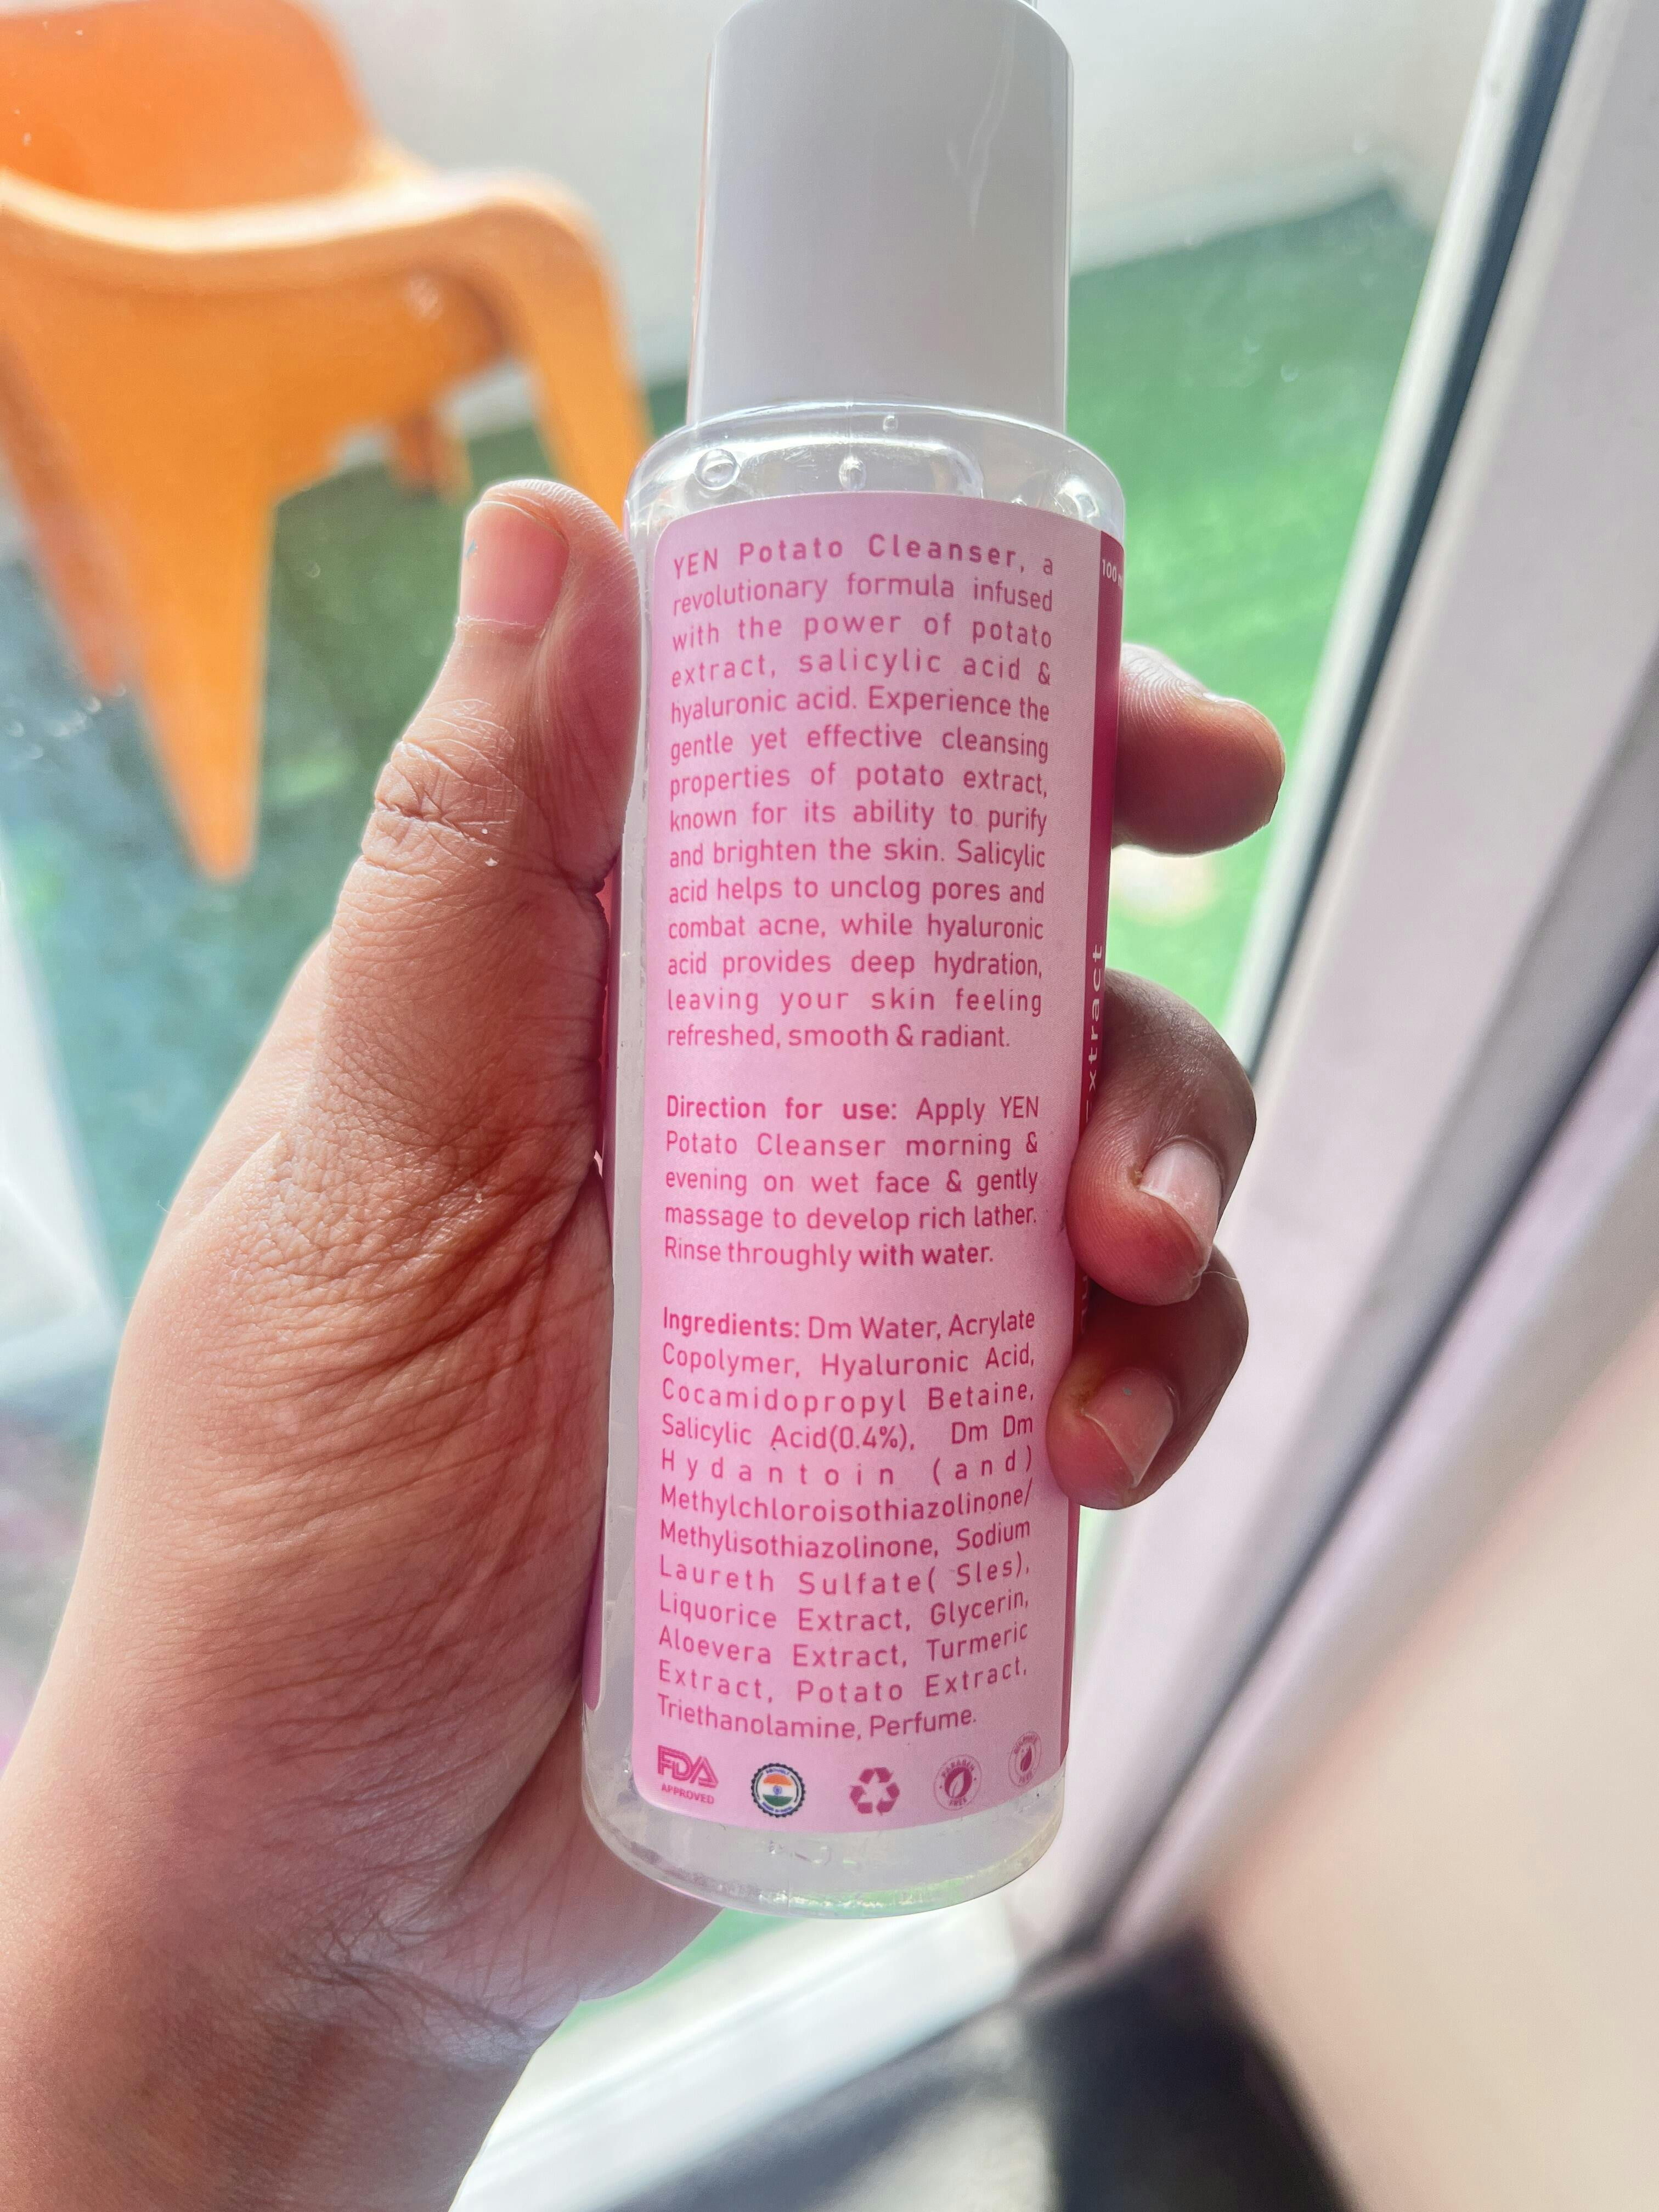 YEN Potato Cleanser, a
revolutionary formula infused
with the power of potato
extract, salicylic acid &
hyaluronic acid. Experience the
gentle yet effective cleansing
properties of potato extract,
known for its ability to purify
and brighten the skin. Salicylic
acid helps to unclog pores and
combat acne, while hyaluronic
acid provides deep hydration,
leaving your skin feeling
refreshed, smooth & radiant.
Direction for use: Apply YEN
Potato Cleanser morning &
evening on wet face & gently
massage to develop rich lather.
Rinse throughly with water.
Ingredients: Dm Water, Acrylate
Copolymer, Hyaluronic Acid,
Cocamidopropyl Betaine,
Salicylic Acid(0.4%), Dm Dm
Hydantoin (and)
Methylchloroisothiazolinone/
Methylisothiazolinone, Sodium
Laureth Sulfate( Sles),
Liquorice Extract, Glycerin,
Aloevera Extract, Turmeric
Extract, Potato Extract,
Triethanolamine, Perfume.
FDA
APPROVED
PARABEN
FREE
100